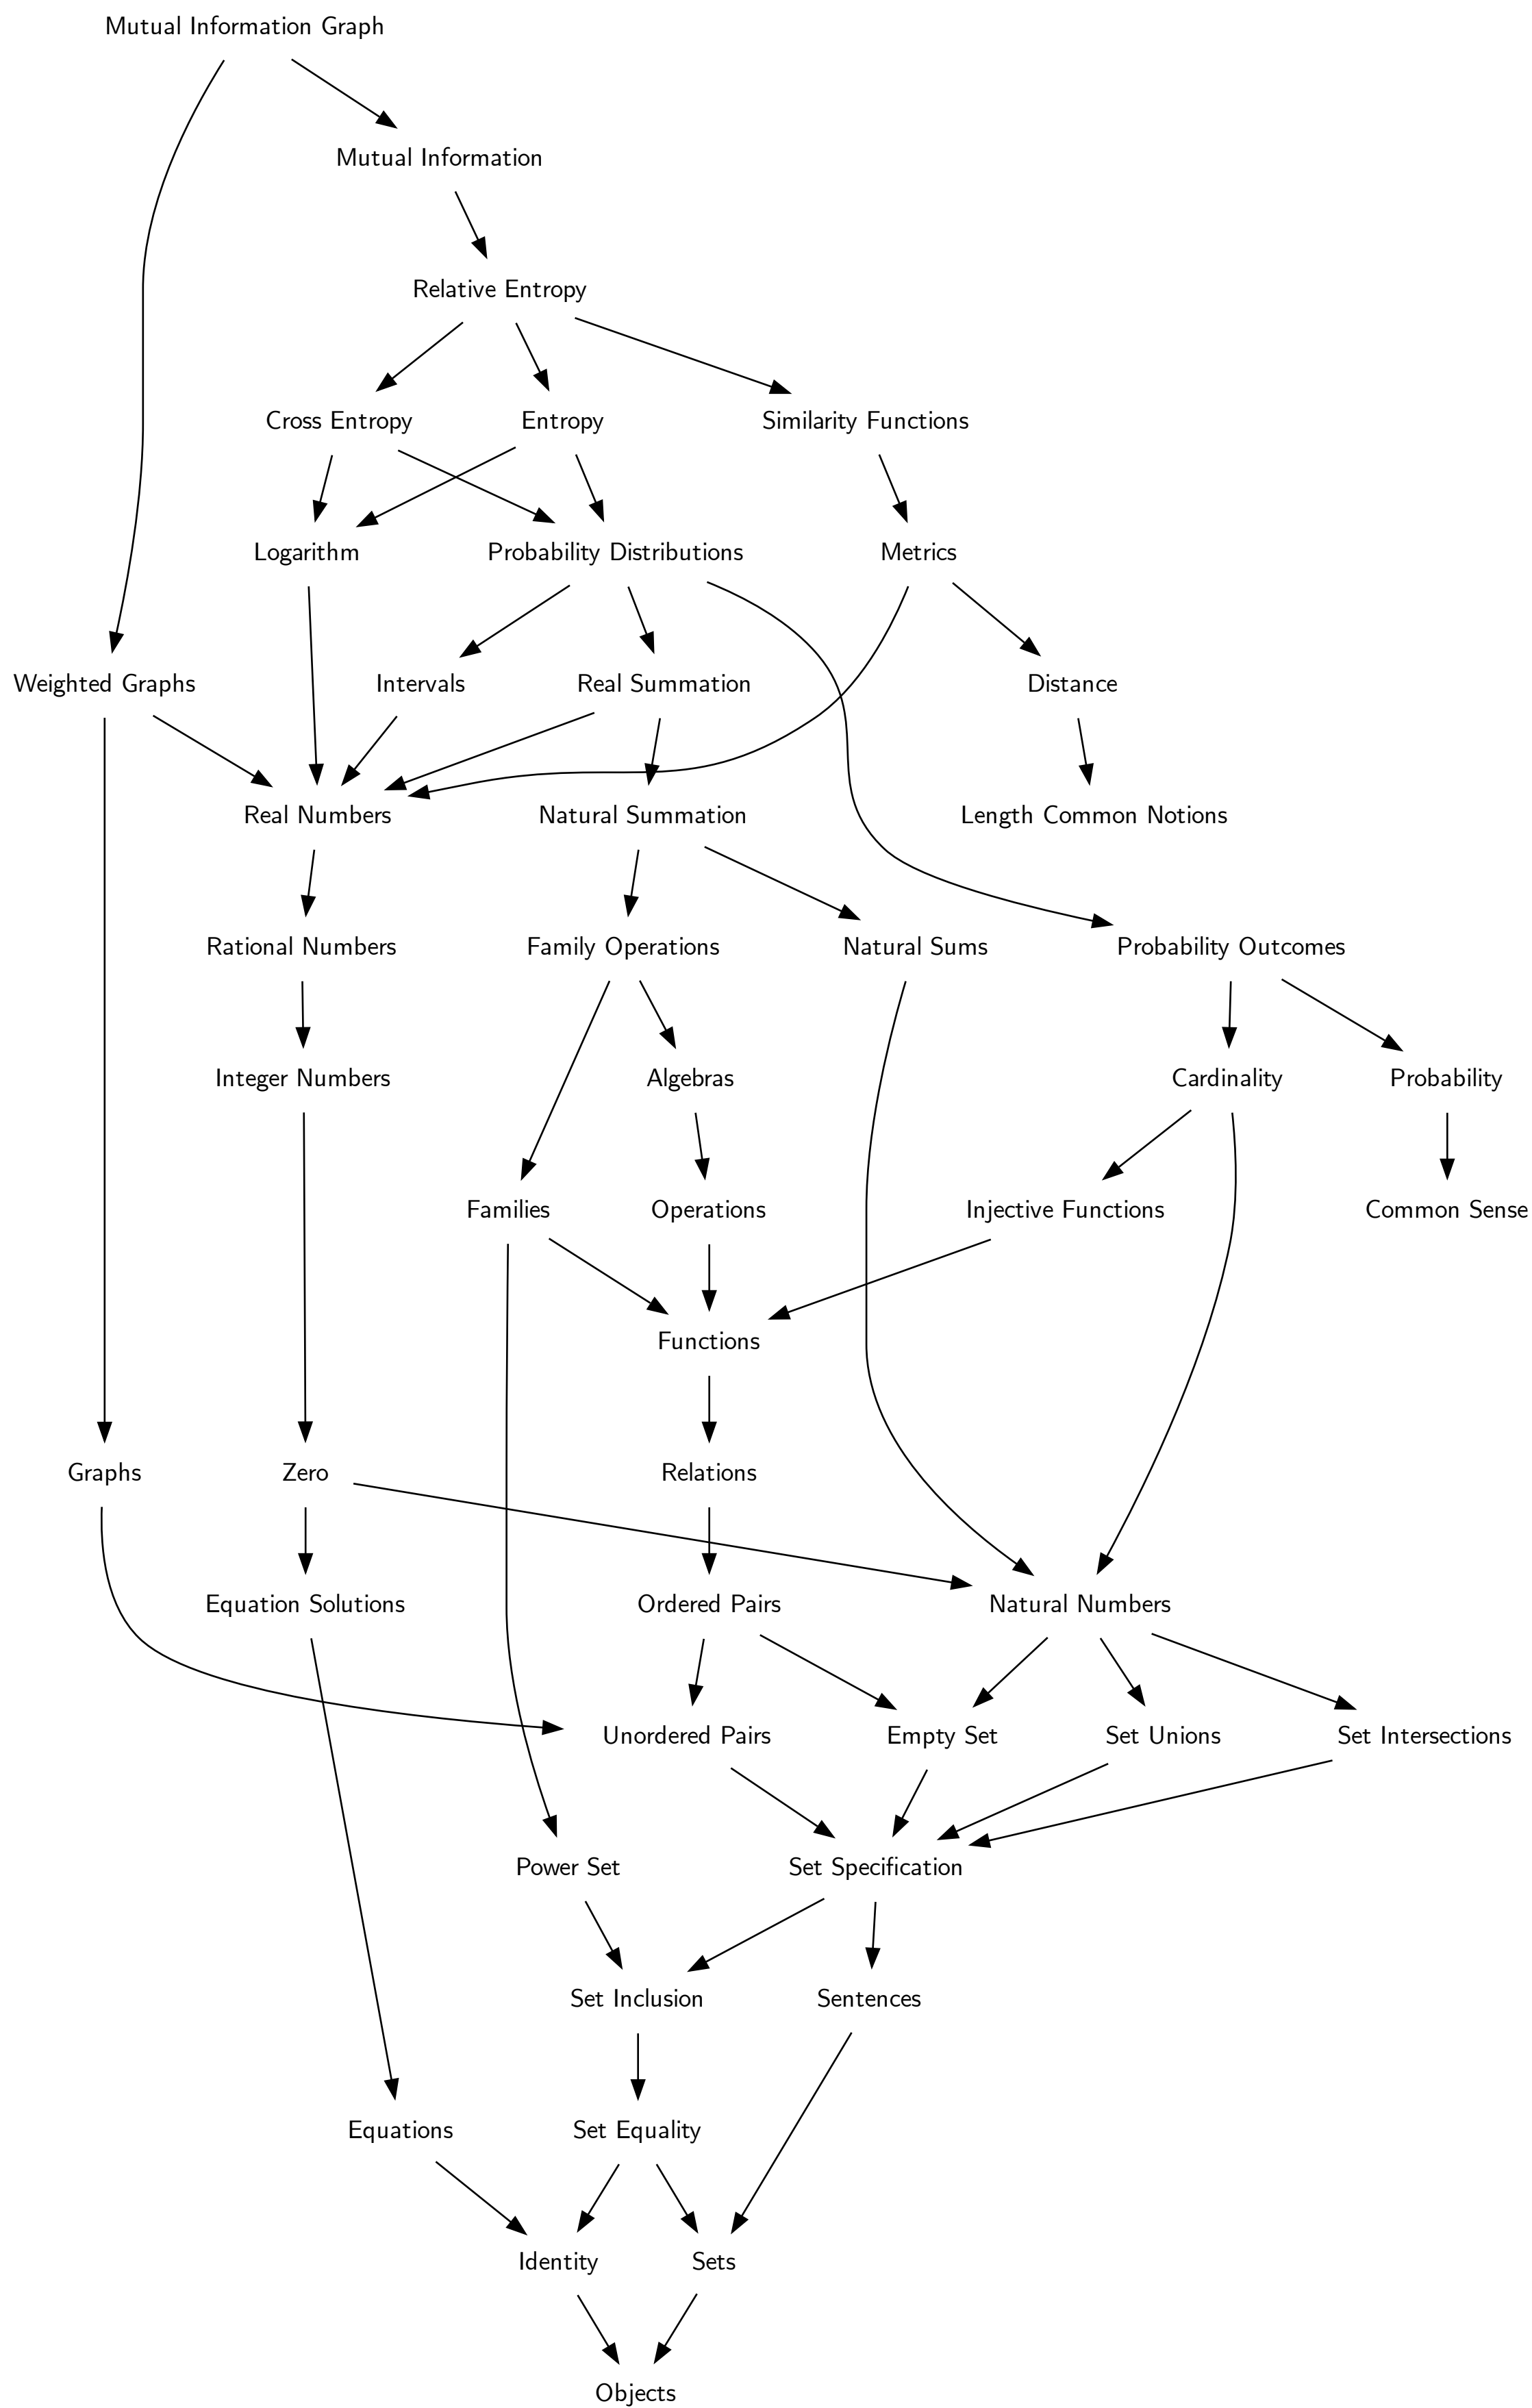 Mutual Information Graph
Mutual Information
Relative Entropy
Cross Entropy
Entropy
Similarity Functions
Logarithm
Probability Distributions
Metrics
Weighted Graphs
Intervals
Real Summation
Distance
Real Numbers
Natural Summation
Length Common Notions
Rational Numbers
Family Operations
Natural Sums
Probability Outcomes
Integer Numbers
Algebras
Cardinality
Probability
Families
Operations
Injective Functions
Common Sense
Functions
Graphs
Zero
Relations
Equation Solutions
Ordered Pairs
Natural Numbers
Unordered Pairs
Empty Set
Set Unions
Set Intersections
Power Set
Set Specification
Set Inclusion
Sentences
Equations
Set Equality
Identity
Sets
Objects